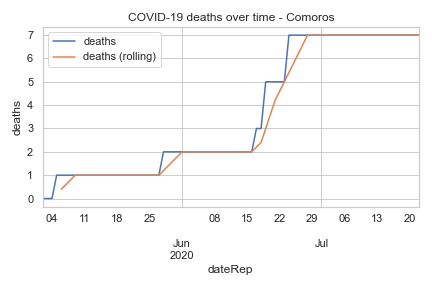 COVID-19 deaths over time - Comoros
deaths
deaths (rolling)
deaths
7
6
5
4
3
2
1
0
04 11 18 25 08 15 22 29 06 13 20
Jun Jul
2020
dateRep